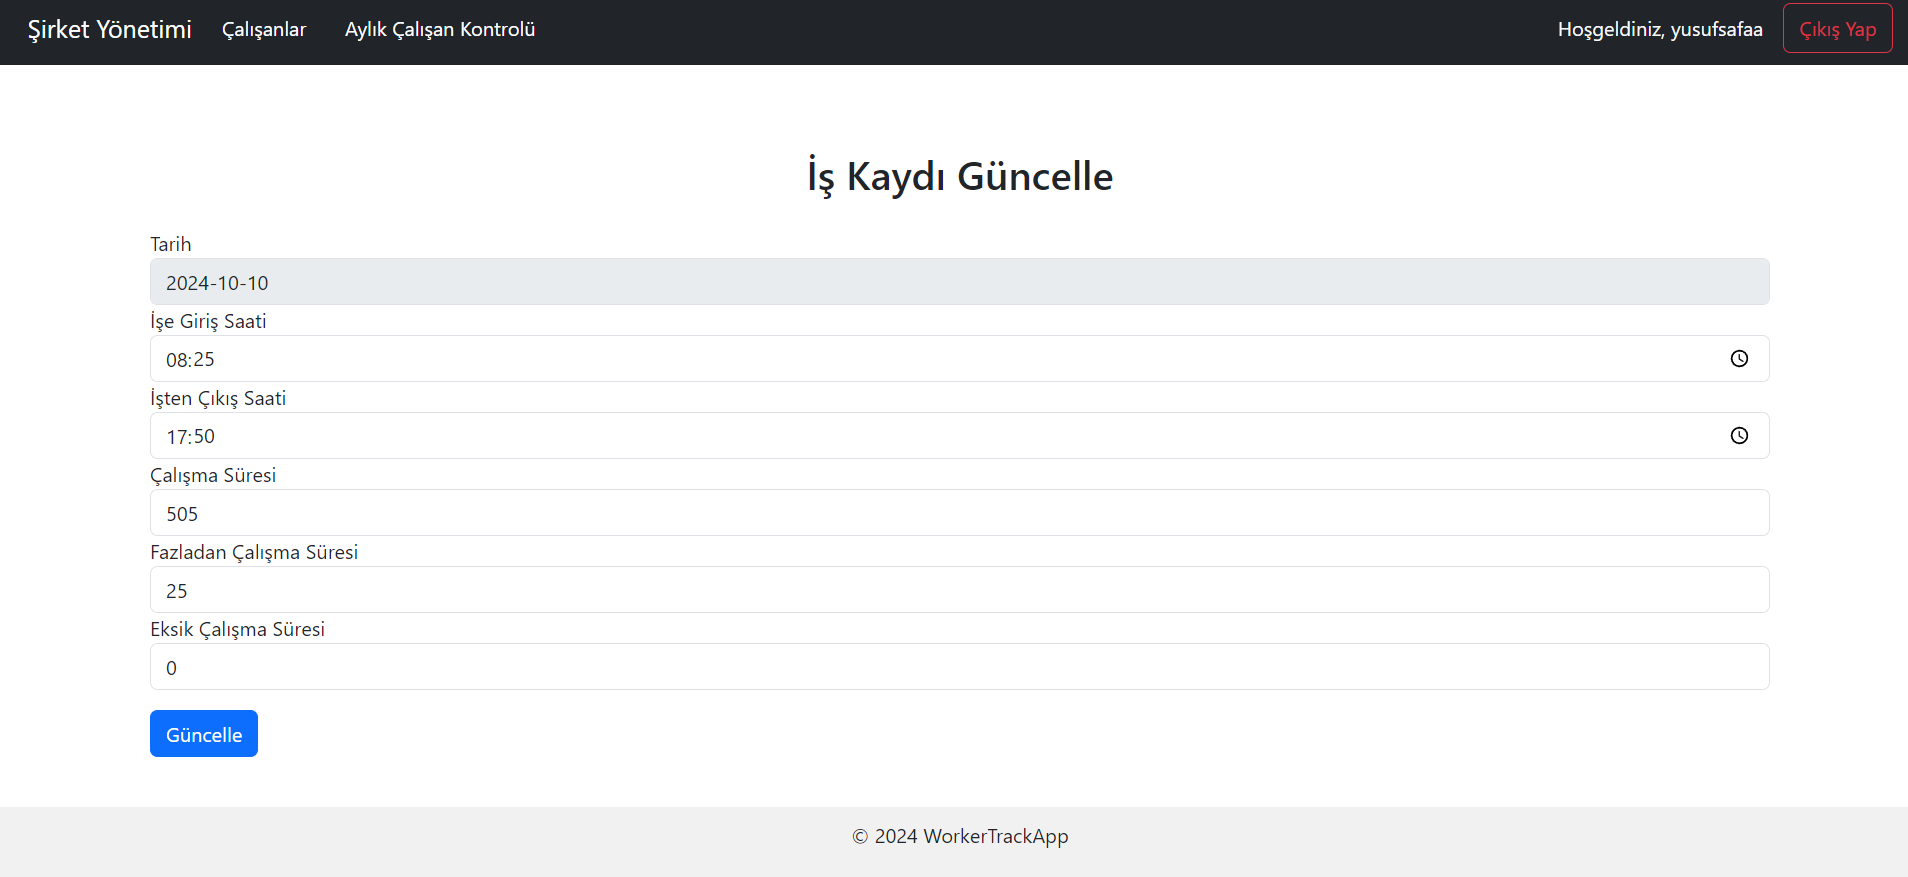 Şirket Yönetimi Çalışanlar Aylık Çalışan Kontrolü Hoşgeldiniz, yusufsafaa Çıkış Yap
İş Kaydı Güncelle
Tarih
2024-10-10
İşe Giriş Saati
08:25
İşten Çıkış Saati
17:50
Çalışma Süresi
505
Fazladan Çalışma Süresi
25
Eksik Çalışma Süresi
0
Güncelle
© 2024 WorkerTrackApp